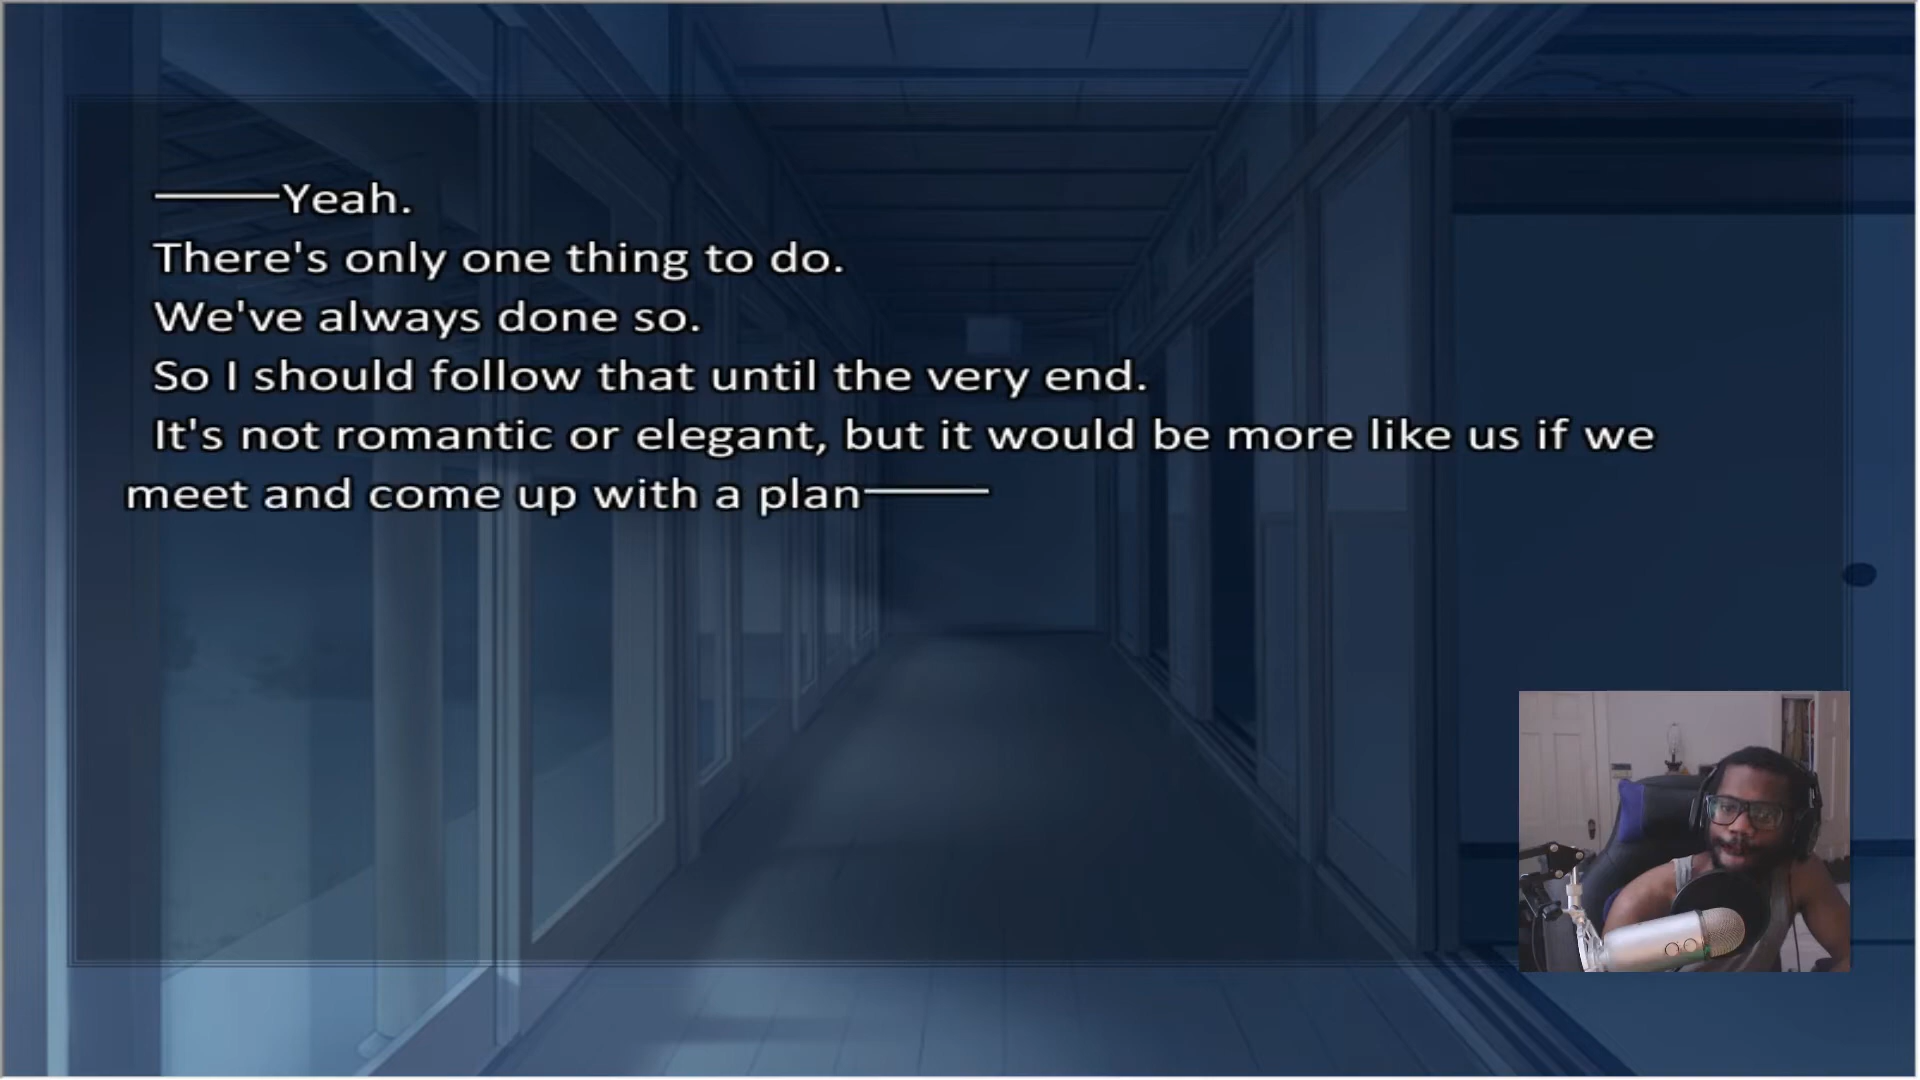 ———Yeah.
There's only one thing to do.
We've always done so.
So I should follow that until the very end.
It's not romantic or elegant, but it would be more like us if we
meet and come up with a plan———